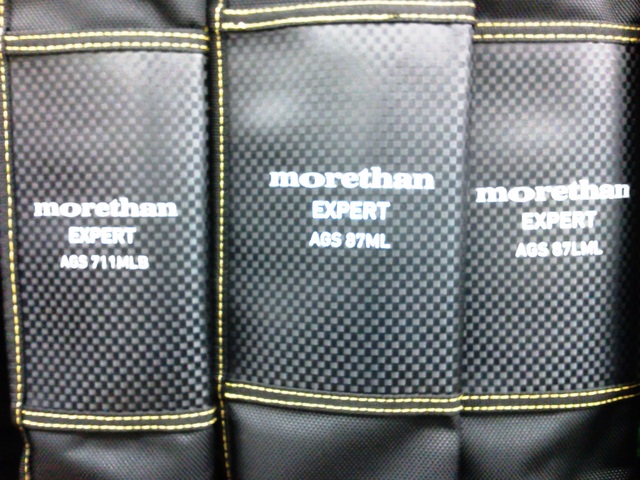 morethan
EXPERT
AGS 711MLB
morethan
EXPERT
AGS 87ML
morethan
EXPERT
AGS 87LML